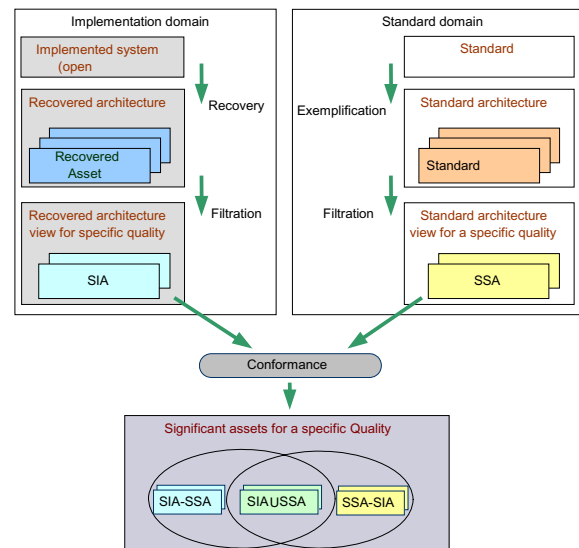 Implementation domain
Implemented system
(open
Recovery
Recovered architecture
Recovered
Asset
Filtration
Recovered architecture
view for specific quality
SIA
Standard domain
Standard
Exemplification
Standard architecture
Standard
Filtration
Standard architecture
view for a specific quality
SSA
Conformance
Significant assets for a specific Quality
SIA-SSA
SIAUSSA
SSA-SIA